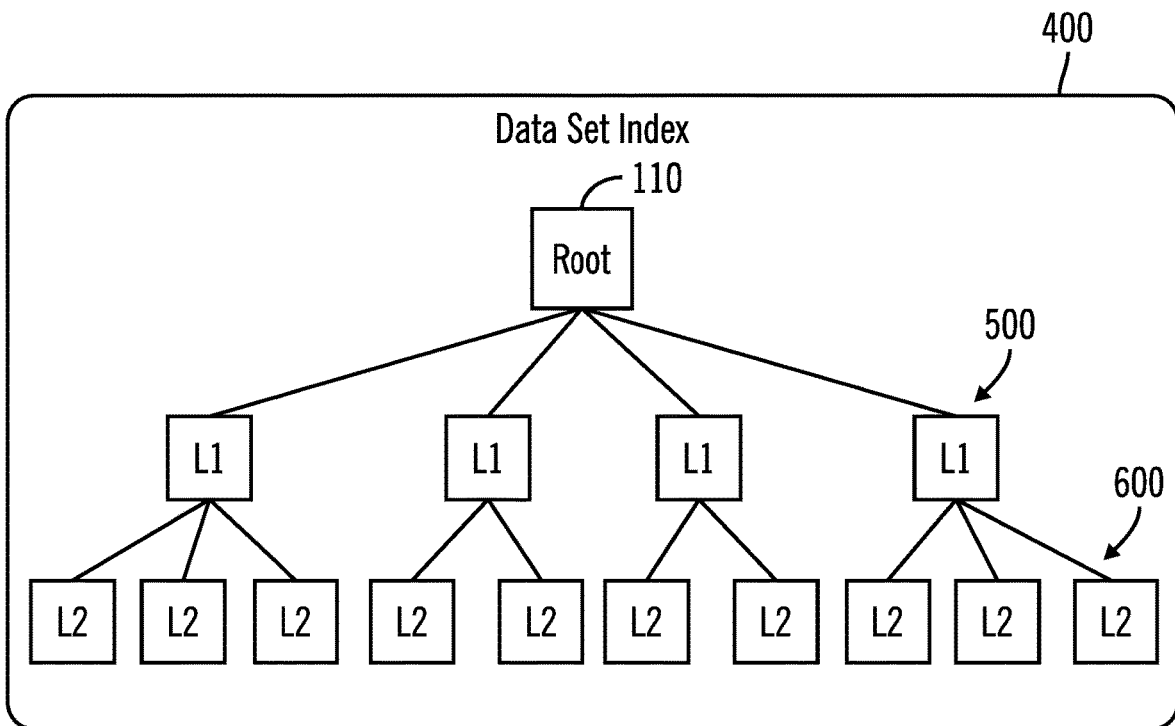 400
Data Set Index
110
Root
500
L1 L1 L1 L1
600
L2 L2 L2 L2 L2 L2 L2 L2 L2 L2